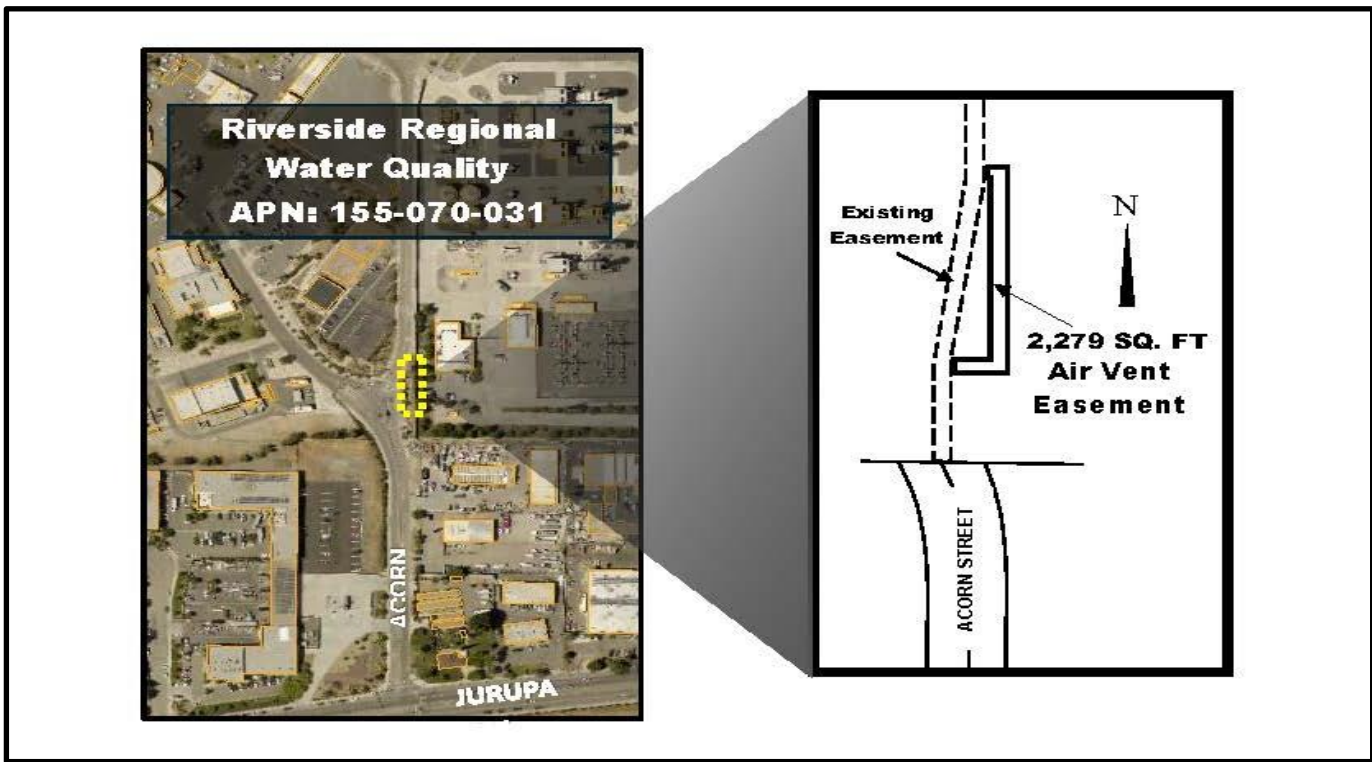 Riverside Regional
Water Quality
APN: 155-070-031
ACORN
JURUPA
Existing
Easement
N
2,279 SQ. FT
Air Vent
Easement
ACORN STREET